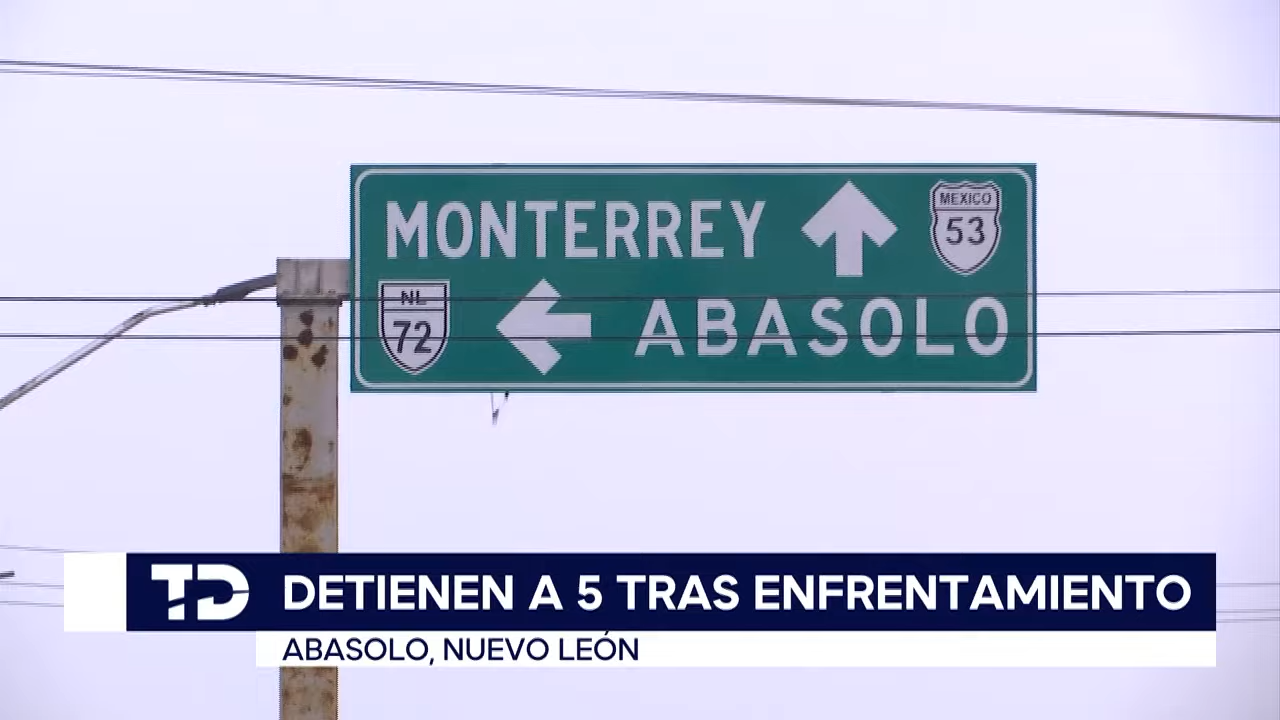 MONTERREY
MEXICO
53
NL
72
ABASOLO
TD DETIENEN A 5 TRAS ENFRENTAMIENTO
ABASOLO, NUEVO LEÓN